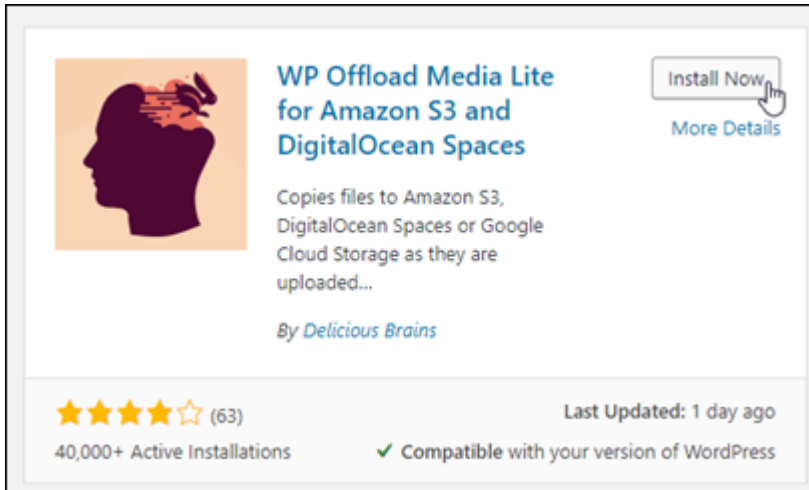 WP Offload Media Lite
for Amazon S3 and
DigitalOcean Spaces
Install Now
More Details
Copies files to Amazon S3,
DigitalOcean Spaces or Google
Cloud Storage as they are
uploaded...
By Delicious Brains
(63)
Last Updated: 1 day ago
40,000+ Active Installations
Compatible with your version of WordPress